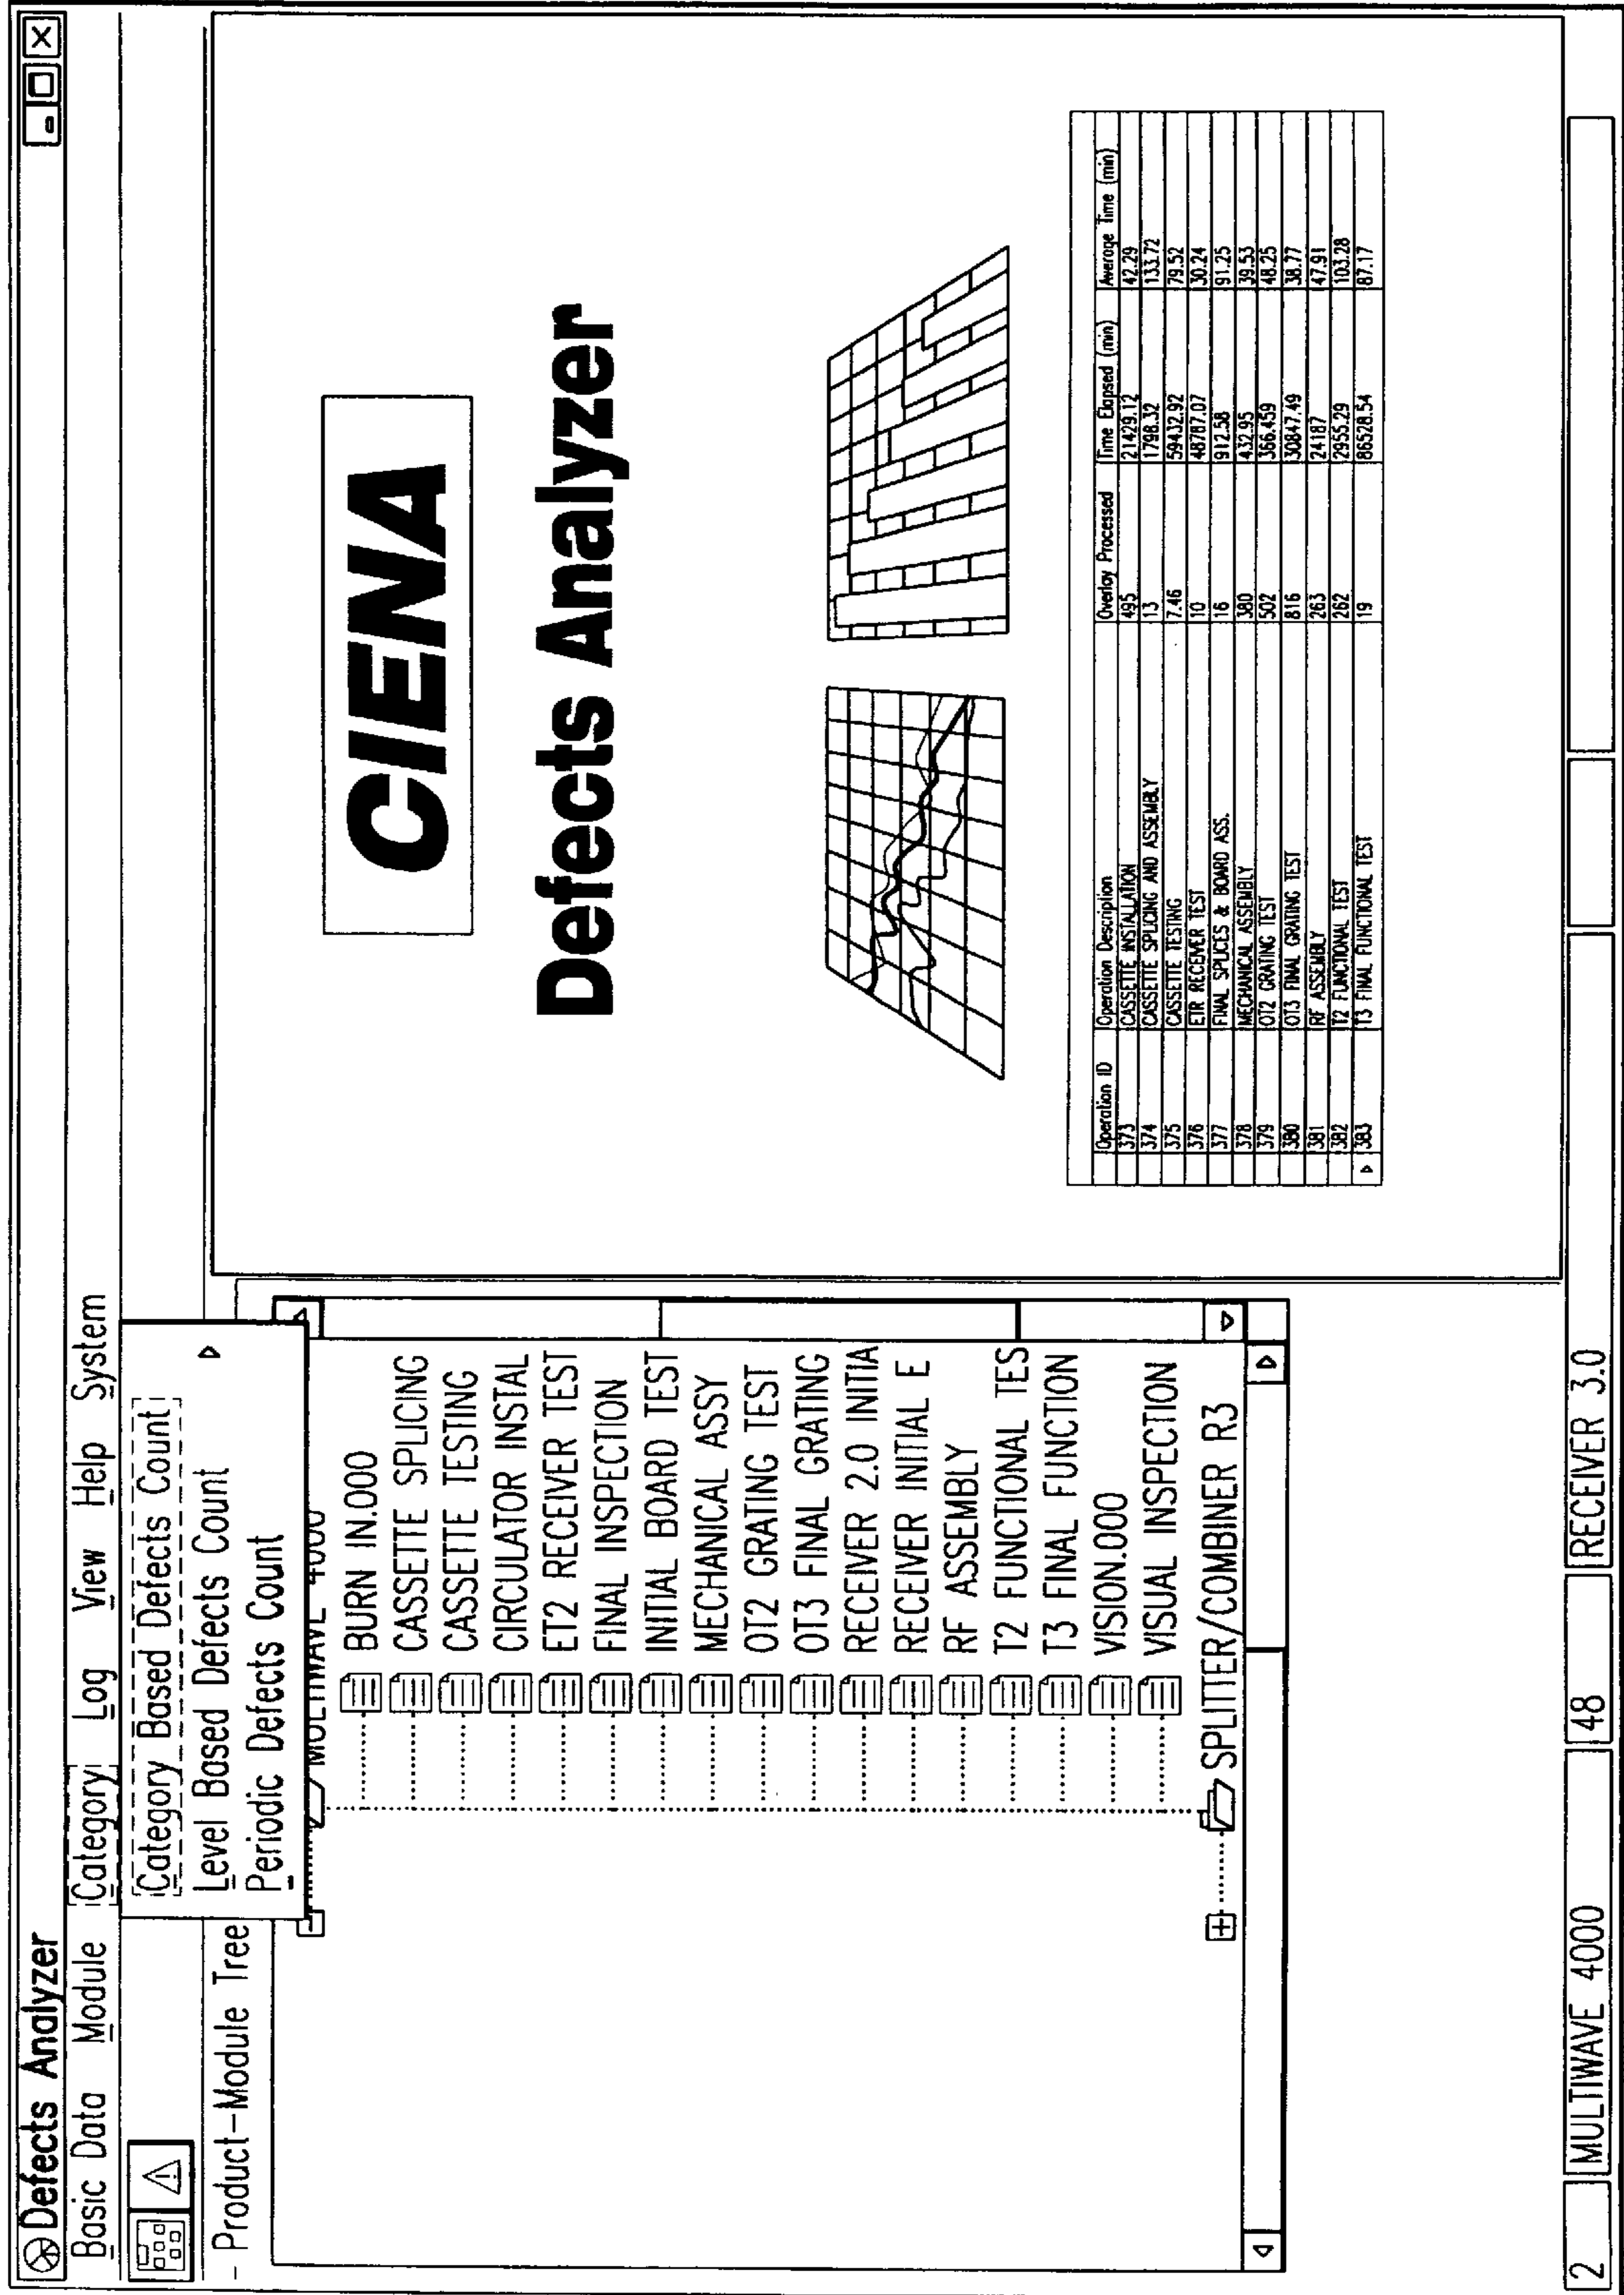 Defects Analyzer
Basic Data Module Category Log View Help System
Category Based Defects Count
Level Based Defects Count
Periodic Defects Count
- Product-Module Tree
BURN IN.000
CASSETTE SPLICING
CASSETTE TESTING
CIRCULATOR INSTAL
ET2 RECEIVER TEST
FINAL INSPECTION
INITIAL BOARD TEST
MECHANICAL ASSY
OT2 GRATING TEST
OT3 FINAL GRATING
RECEIVER 2.0 INITIA
RECEIVER INITIAL E
RF ASSEMBLY
T2 FUNCTIONAL TES
T3 FINAL FUNCTION
VISION.000
VISUAL INSPECTION
SPLITTER/COMBINER R3
CIENA
Defects Analyzer
Operation ID Operation Description Overlay Processed Time Elapsed (min) Average Time (min)
373 CASSETTE INSTALLATION 495 21429.12 42.29
374 CASSETTE SPLICING AND ASSEMBLY 13 1798.32 133.72
375 CASSETTE TESTING 7.46 59432.92 79.52
376 ETR RECEIVER TEST 10 48787.07 30.24
377 FINAL SPLICES & BOARD ASS. 16 912.58 91.25
378 MECHANICAL ASSEMBLY 380 432.95 39.53
379 OT2 GRATING TEST 502 366.459 48.25
380 OT3 FINAL GRATING TEST 816 30847.49 38.77
381 RF ASSEMBLY 263 24187 47.91
382 T2 FUNCTIONAL TEST 262 2955.29 103.28
383 T3 FINAL FUNCTIONAL TEST 19 86528.54 87.17
2 MULTIWAVE 4000 48 RECEIVER 3.0